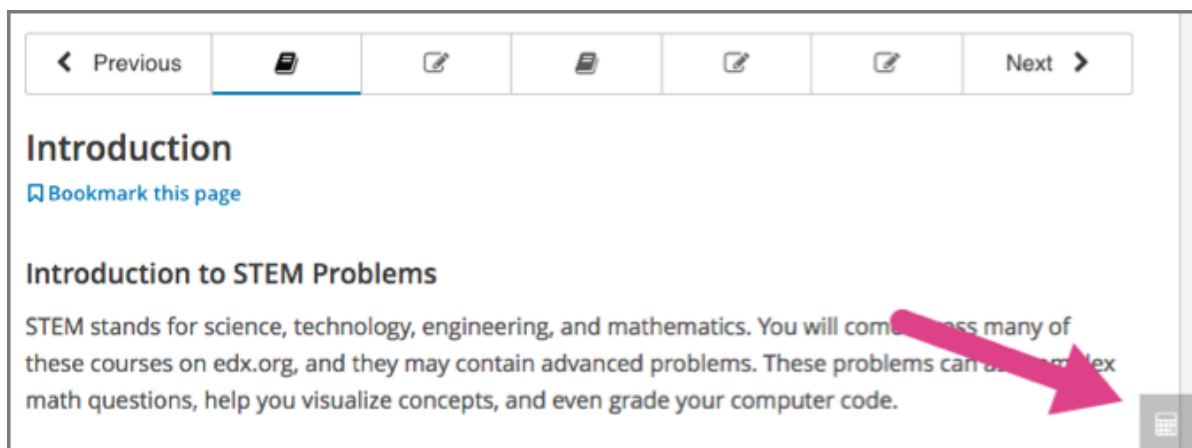 Previous
Next
Introduction
Bookmark this page
Introduction to STEM Problems
STEM stands for science, technology, engineering, and mathematics. You will many of
these courses on edx.org, and they may contain advanced problems. These problems can
math questions, help you visualize concepts, and even grade your computer code.